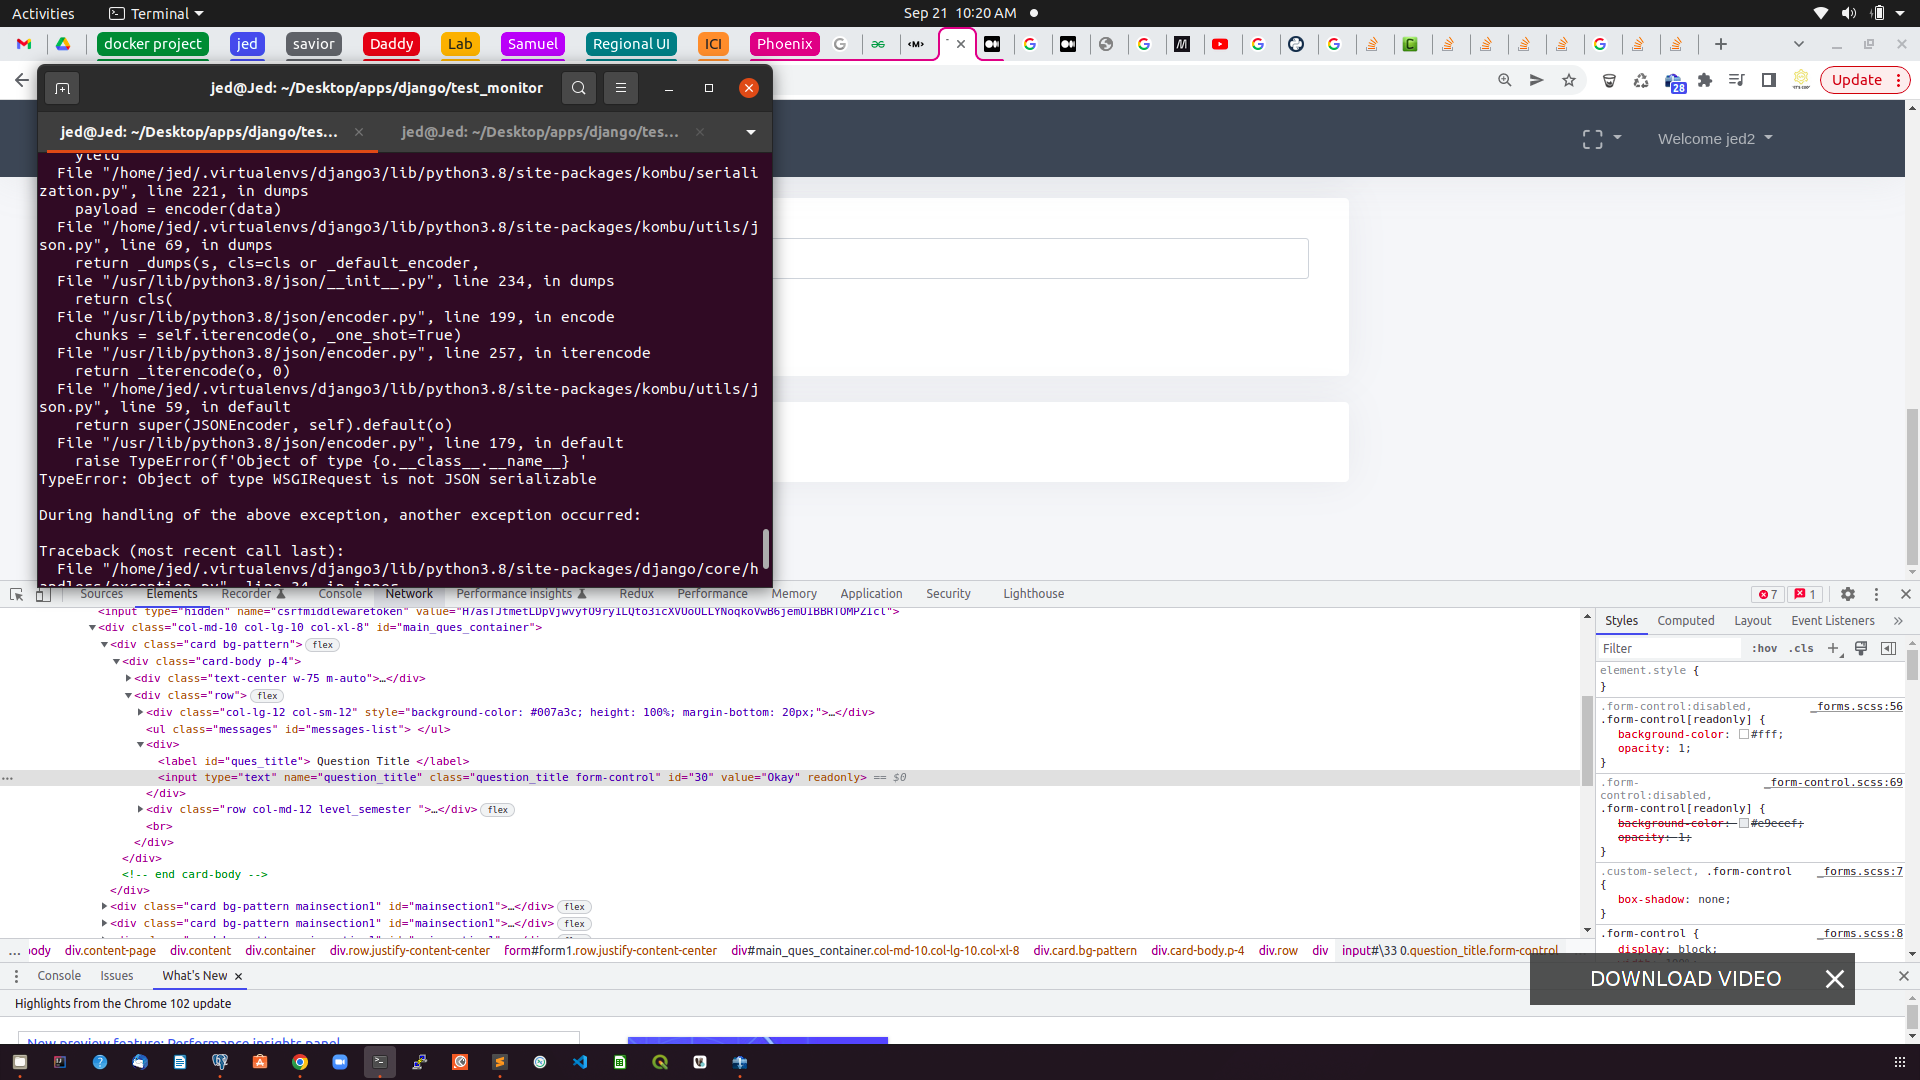 Activities
Terminal
Sep 21 10:20 AM
docker project
jed
savior
Daddy
Lab
Samuel
Regional UI
ICI
Phoenix
28
Update
jed@Jed: ~/Desktop/apps/django/test_monitor
jed@Jed: ~/Desktop/apps/django/tes...
jed@Jed: ~/Desktop/apps/django/tes...
Welcome jed2
yield
File "/home/jed/.virtualenvs/django3/lib/python3.8/site-packages/kombu/seriali
zation.py", line 221, in dumps
payload = encoder(data)
File "/home/jed/.virtualenvs/django3/lib/python3.8/site-packages/kombu/utils/j
son.py", line 69, in dumps
return _dumps(s, cls=cls or _default_encoder,
File "/usr/lib/python3.8/json/__init__.py", line 234, in dumps
return cls(
File "/usr/lib/python3.8/json/encoder.py", line 199, in encode
chunks = self.iterencode(o, _one_shot=True)
File "/usr/lib/python3.8/json/encoder.py", line 257, in iterencode
return _iterencode(o, 0)
File "/home/jed/.virtualenvs/django3/lib/python3.8/site-packages/kombu/utils/j
son.py", line 59, in default
return super(JSONEncoder, self).default(o)
File "/usr/lib/python3.8/json/encoder.py", line 179, in default
raise TypeError(f'Object of type {o.__class__.__name__} '
TypeError: Object of type WSGIRequest is not JSON serializable
During handling of the above exception, another exception occurred:
Traceback (most recent call last):
File "/home/jed/.virtualenvs/django3/lib/python3.8/site-packages/django/core/h
andlers/exception.py", line 34, in inner
Sources
Elements
Recorder
Console
Network
Performance insights
Redux
Performance
Memory
Application
Security
Lighthouse
7
1
<input type="hidden" name="csrfmiddlewaretoken"
<div class="col-md-10 col-lg-10 col-xl-8" id="main_ques_container">
<div class="card bg-pattern"> flex
<div class="card-body p-4">
<div class="text-center w-75 m-auto">…</div>
<div class="row"> flex
<div class="col-lg-12 col-sm-12" style="background-color: #007a3c; height: 100%; margin-bottom: 20px;">…</div>
<ul class="messages" id="messages-list"> </ul>
<div>
<label id="ques_title"> Question Title </label>
... <input type="text" name="question_title" class="question_title form-control" id="30" value="Okay" readonly> == $0
</div>
<div class="row col-md-12 level_semester ">…</div> flex
<br>
</div>
</div>
<!-- end card-body -->
</div>
<div class="card bg-pattern mainsection1" id="mainsection1">…</div> flex
<div class="card bg-pattern mainsection1" id="mainsection1">…</div> flex
Styles
Computed
Layout
Event Listeners
»
Filter
:hov
.cls
element.style {
}
.form-control:disabled,
_forms.scss:56
.form-control[readonly] {
background-color: #fff;
opacity: 1;
}
.form-
_form-control.scss:69
control:disabled,
.form-control[readonly] {
background-color: #e9ecef;
opacity: 1;
}
.custom-select, .form-control
_forms.scss:7
{
box-shadow: none;
}
.form-control {
_forms.scss:8
display: block;
... body
div.content-page
div.content
div.container
div.row.justify-content-center
form#form1.row.justify-content-center
div#main_ques_container.col-md-10.col-lg-10.col-xl-8
div.card.bg-pattern
div.card-body.p-4
div.row
div
input#\33 0.question_title.form-control
Console
Issues
What's New
DOWNLOAD VIDEO
Highlights from the Chrome 102 update
New preview feature: Performance insights panel